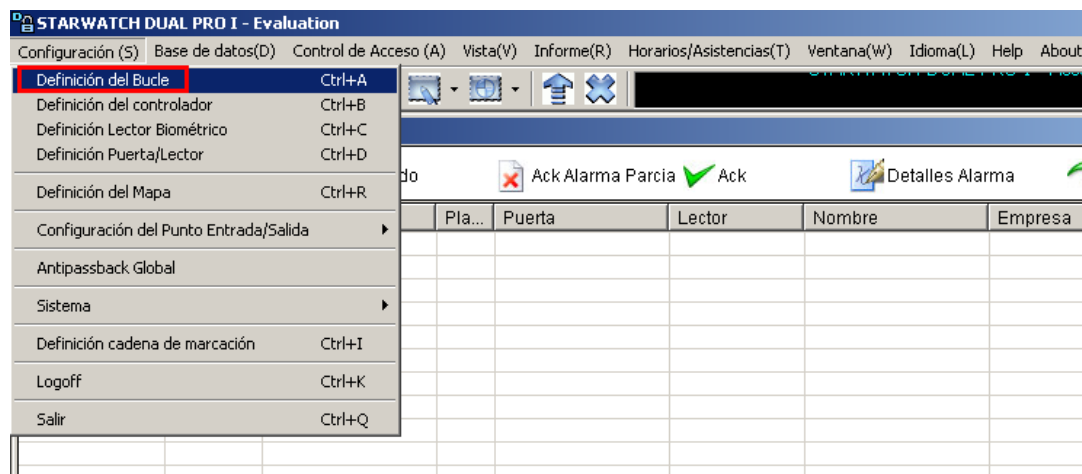 STARWATCH DUAL PRO I - Evaluation
Configuración (S) Base de datos(D) Control de Acceso (A) Vista(V) Informe(R) Horarios/Asistencias(T) Ventana(W) Idioma(L) Help About
Definición del Bucle Ctrl+A
Definición del controlador Ctrl+B
Definición Lector Biométrico Ctrl+C
Definición Puerta/Lector Ctrl+D
Definición del Mapa Ctrl+R
Configuración del Punto Entrada/Salida
Antipassback Global
Sistema
Definición cadena de marcación Ctrl+I
Logoff Ctrl+K
Salir Ctrl+Q
do Ack Alarma Parcia Ack Detalles Alarma
Pla... Puerta Lector Nombre Empresa